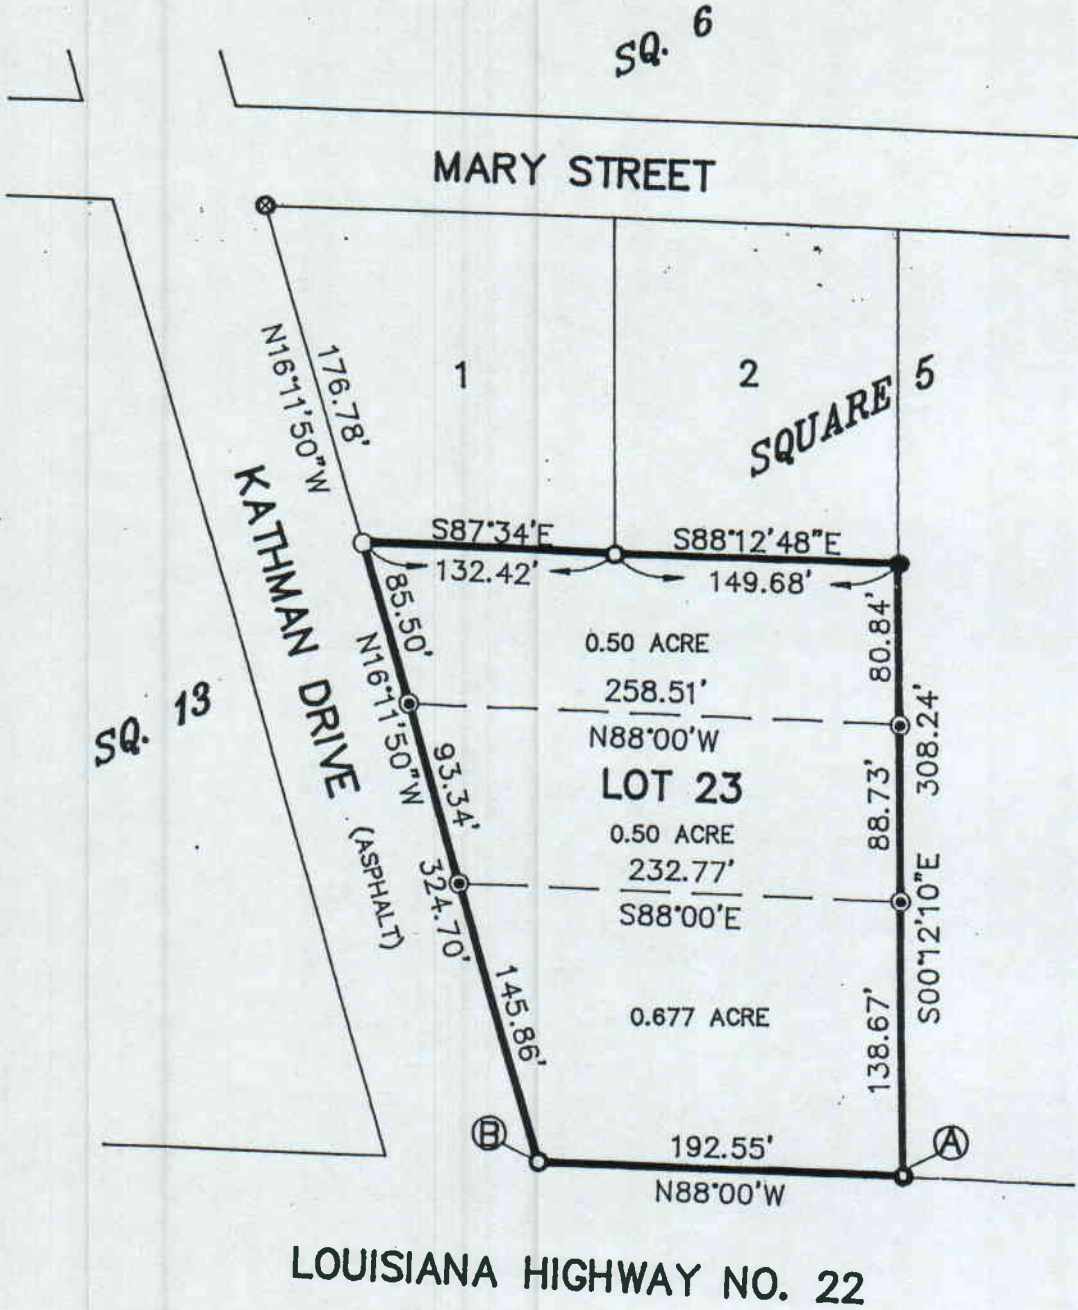 SQ. 6
MARY STREET
N16°11'50"W
176.78'
1
2
SQUARE 5
KATHMAN DRIVE (ASPHALT)
S87°34'E
132.42'
S88°12'48"E
149.68'
85.50'
N16°11'50"W
80.84'
0.50 ACRE
258.51'
N88°00'W
308.24'
SQ. 13
LOT 23
93.34'
88.73'
0.50 ACRE
232.77'
S88°00'E
324.70'
S00°12'10"E
145.86'
0.677 ACRE
138.67'
B
192.55'
N88°00'W
A
LOUISIANA HIGHWAY NO. 22